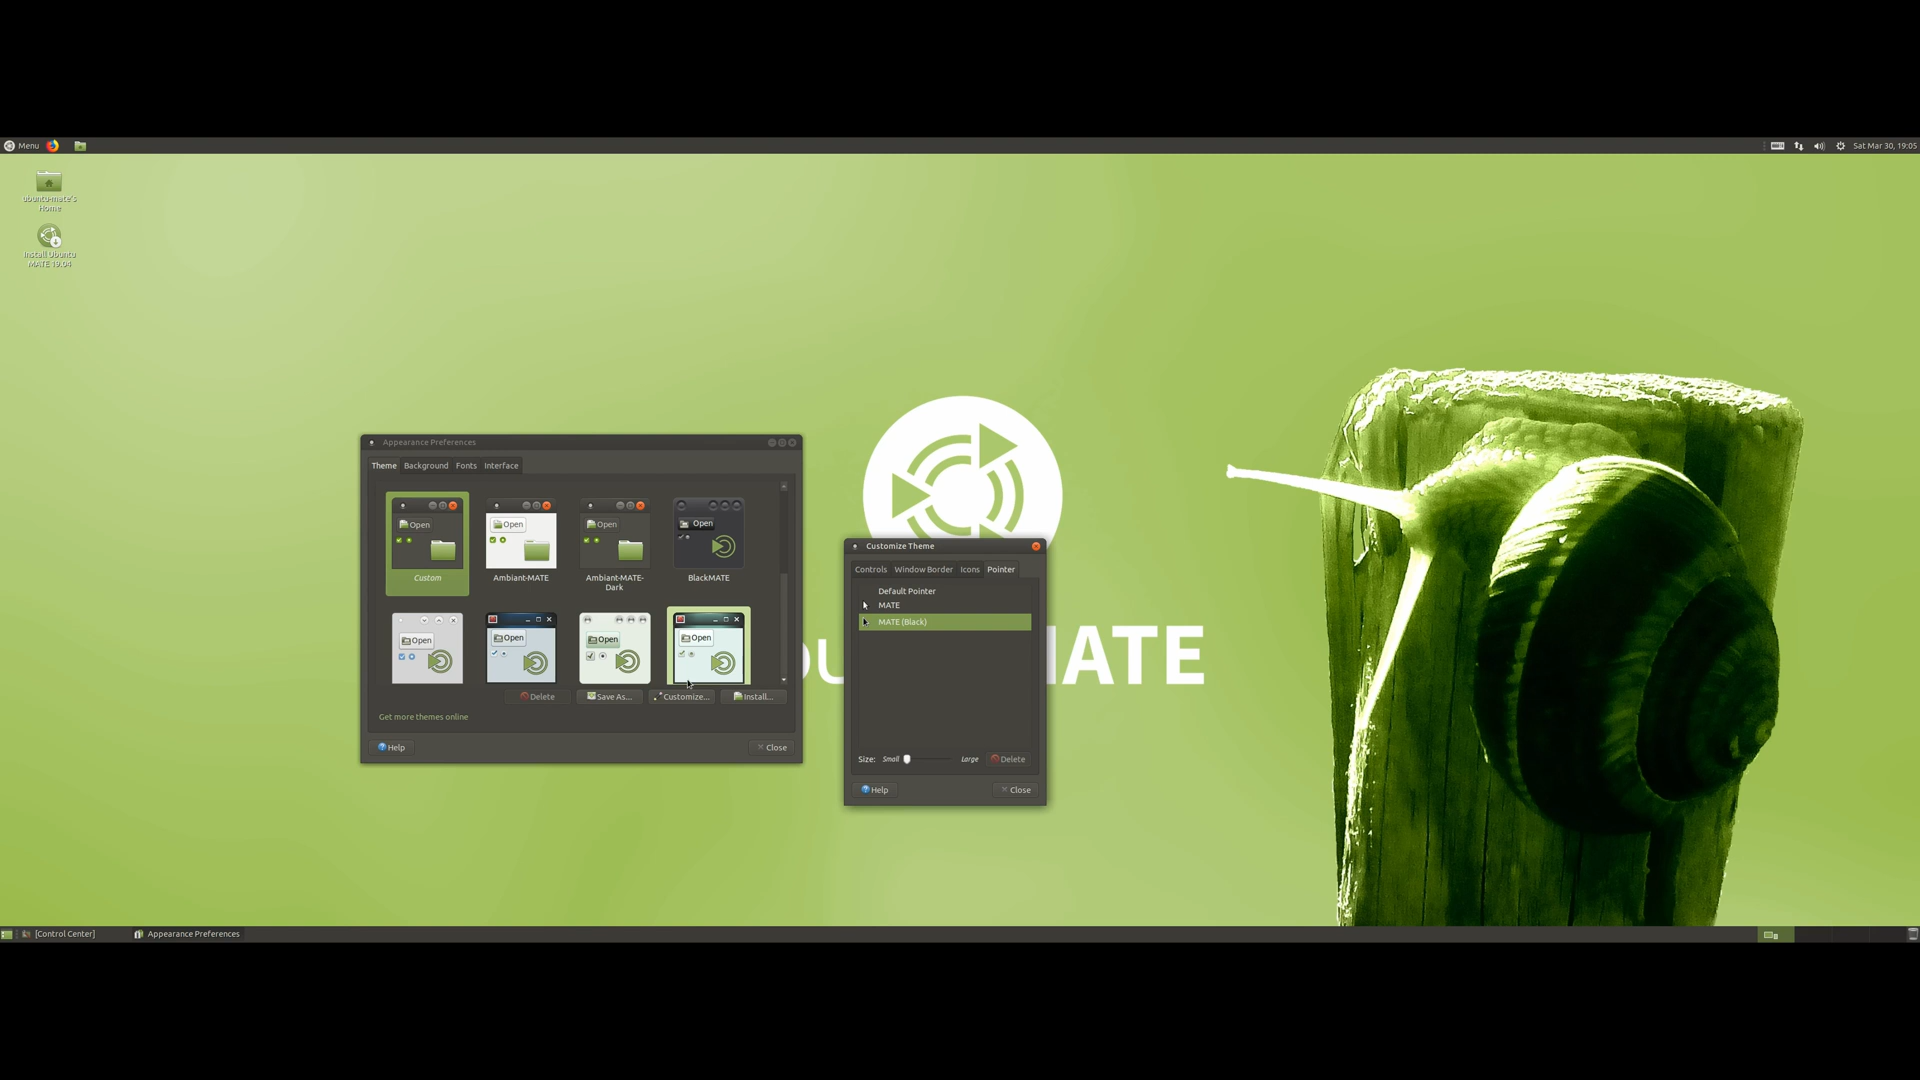 Menu
Sat Mar 30, 19:05
ubuntu-mate's
Home
Install Ubuntu
MATE 19.04
Appearance Preferences
Theme Background Fonts Interface
Open
Open
Open
Open
Custom
Ambiant-MATE
Ambiant-MATE-
Dark
BlackMATE
Open
Open
Open
Open
Delete
Save As...
Customize...
Install...
Get more themes online
Help
Close
Customize Theme
Controls Window Border Icons Pointer
Default Pointer
MATE
MATE (Black)
Size: Small Large Delete
Help
Close
[Control Center]
Appearance Preferences